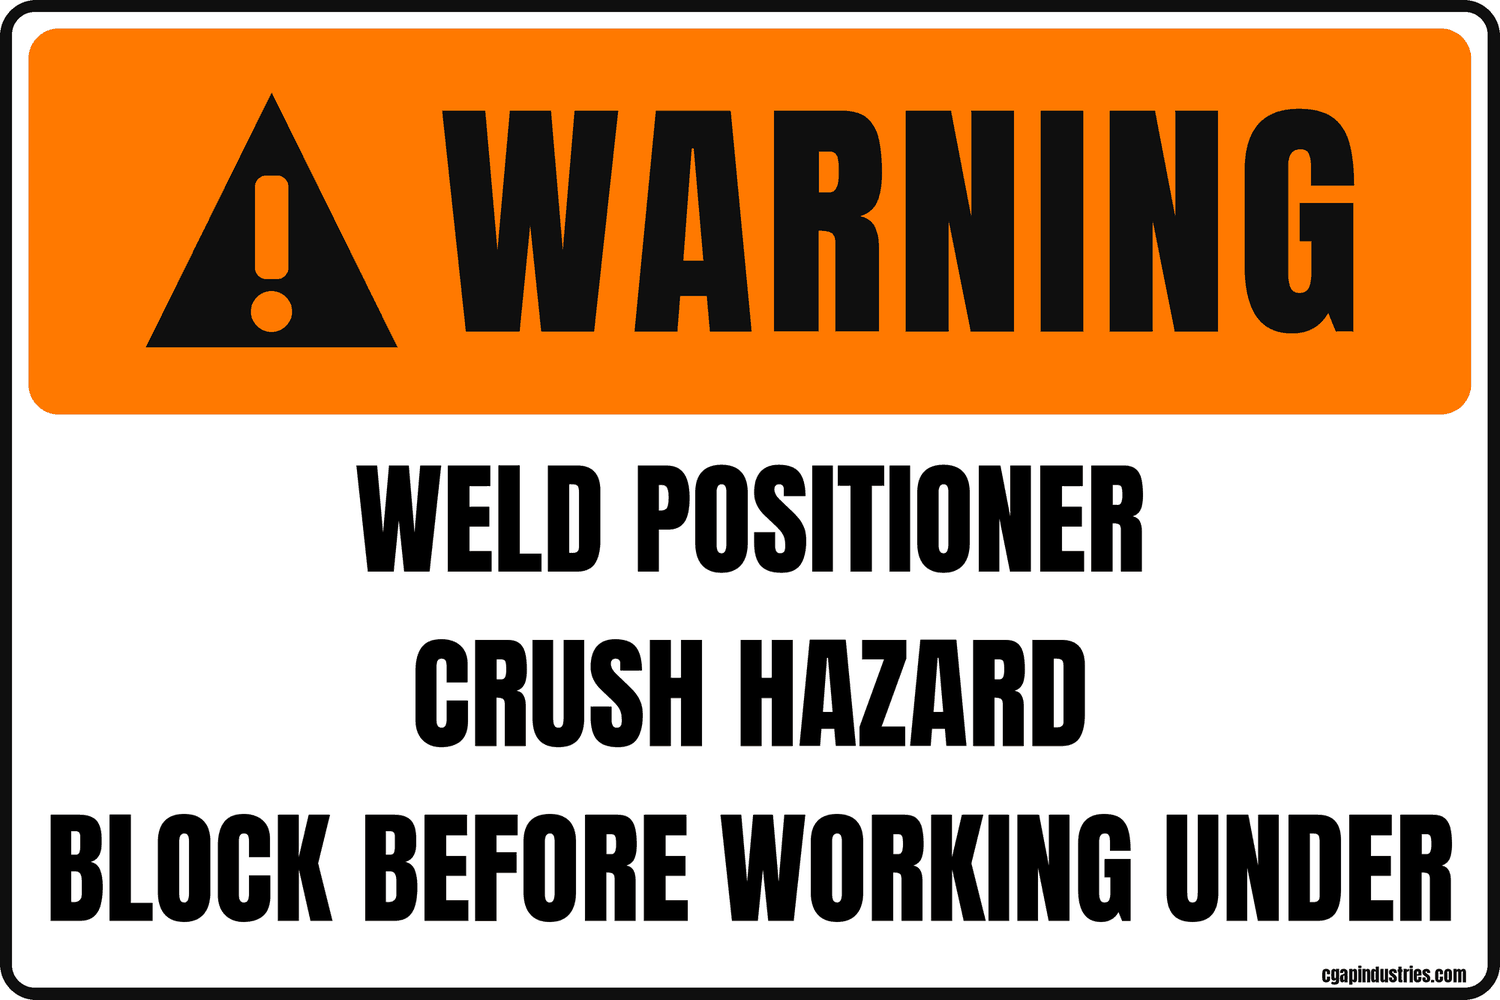 WARNING
WELD POSITIONER
CRUSH HAZARD
BLOCK BEFORE WORKING UNDER
cgapindustries.com